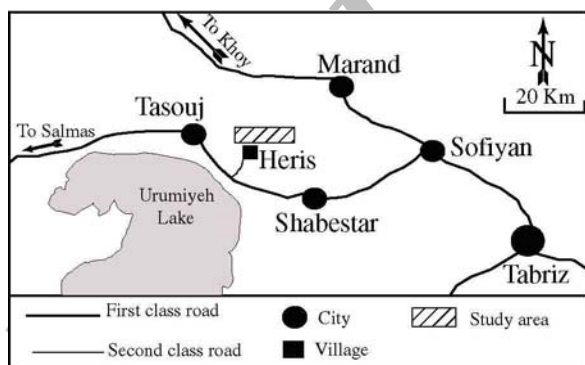 To Khoy
Marand
N
20 Km
Tasouj
To Salmas
Heris
Sofiyan
Urumiyeh
Lake
Shabestar
Tabriz
First class road
City
Study area
Second class road
Village